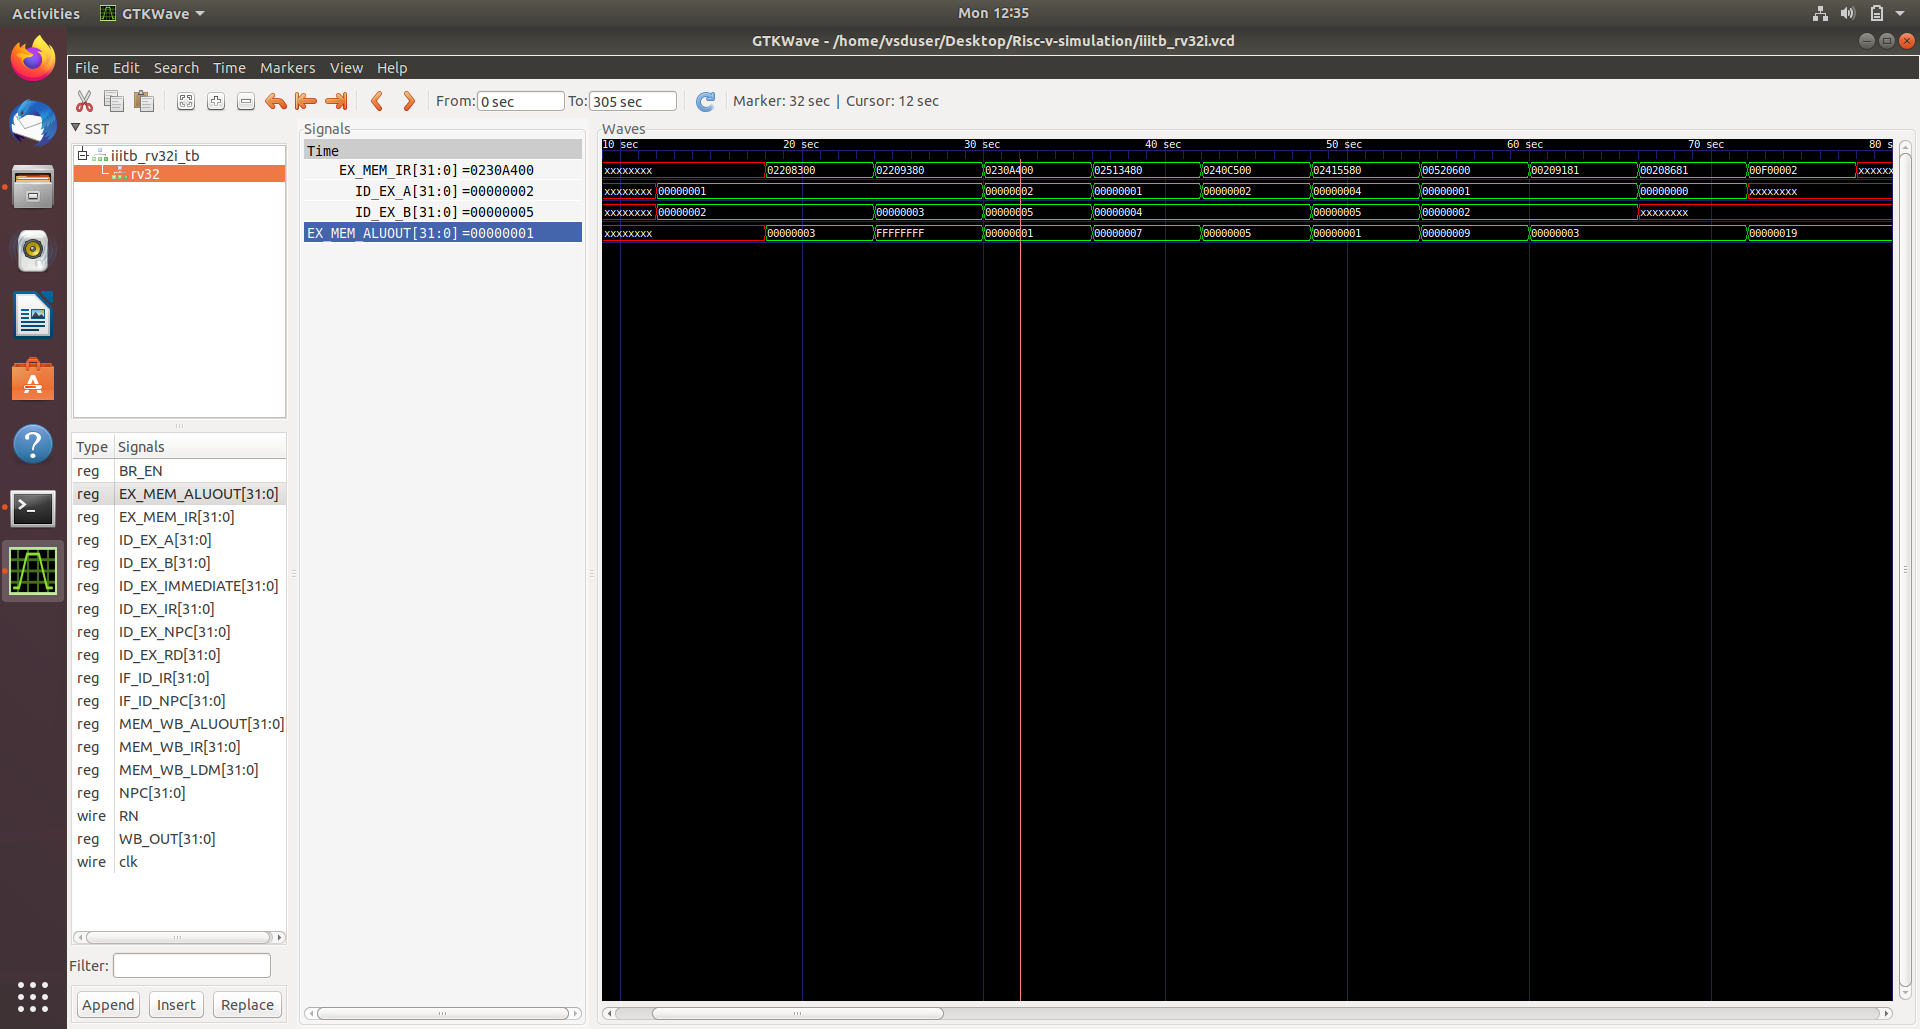 Activities GTKWave Mon 12:35
GTKWave - /home/vsduser/Desktop/Risc-v-simulation/iiitb_rv32i.vcd
File Edit Search Time Markers View Help
From: 0 sec To: 305 sec Marker: 32 sec | Cursor: 12 sec
SST
iiitb_rv32i_tb
rv32
Type Signals
reg BR_EN
reg EX_MEM_ALUOUT[31:0]
reg EX_MEM_IR[31:0]
reg ID_EX_A[31:0]
reg ID_EX_B[31:0]
reg ID_EX_IMMEDIATE[31:0]
reg ID_EX_IR[31:0]
reg ID_EX_NPC[31:0]
reg ID_EX_RD[31:0]
reg IF_ID_IR[31:0]
reg IF_ID_NPC[31:0]
reg MEM_WB_ALUOUT[31:0]
reg MEM_WB_IR[31:0]
reg MEM_WB_LDM[31:0]
reg NPC[31:0]
wire RN
reg WB_OUT[31:0]
wire clk
Filter:
Append Insert Replace
Signals
Time
EX_MEM_IR[31:0] =0230A400
ID_EX_A[31:0] =00000002
ID_EX_B[31:0] =00000005
EX_MEM_ALUOUT[31:0] =00000001
Waves
10 sec 20 sec 30 sec 40 sec 50 sec 60 sec 70 sec 80 s
xxxxxxxx 02208300 02209380 0230A400 02513480 0240C500 02415580 00520600 00209181 00208681 00F00002 xxxxxx
xxxxxxxx 00000001 00000002 00000001 00000002 00000004 00000001 00000000 xxxxxxxx
xxxxxxxx 00000002 00000003 00000005 00000004 00000005 00000002 xxxxxxxx
xxxxxxxx 00000003 FFFFFFFF 00000001 00000007 00000005 00000001 00000009 00000003 00000019